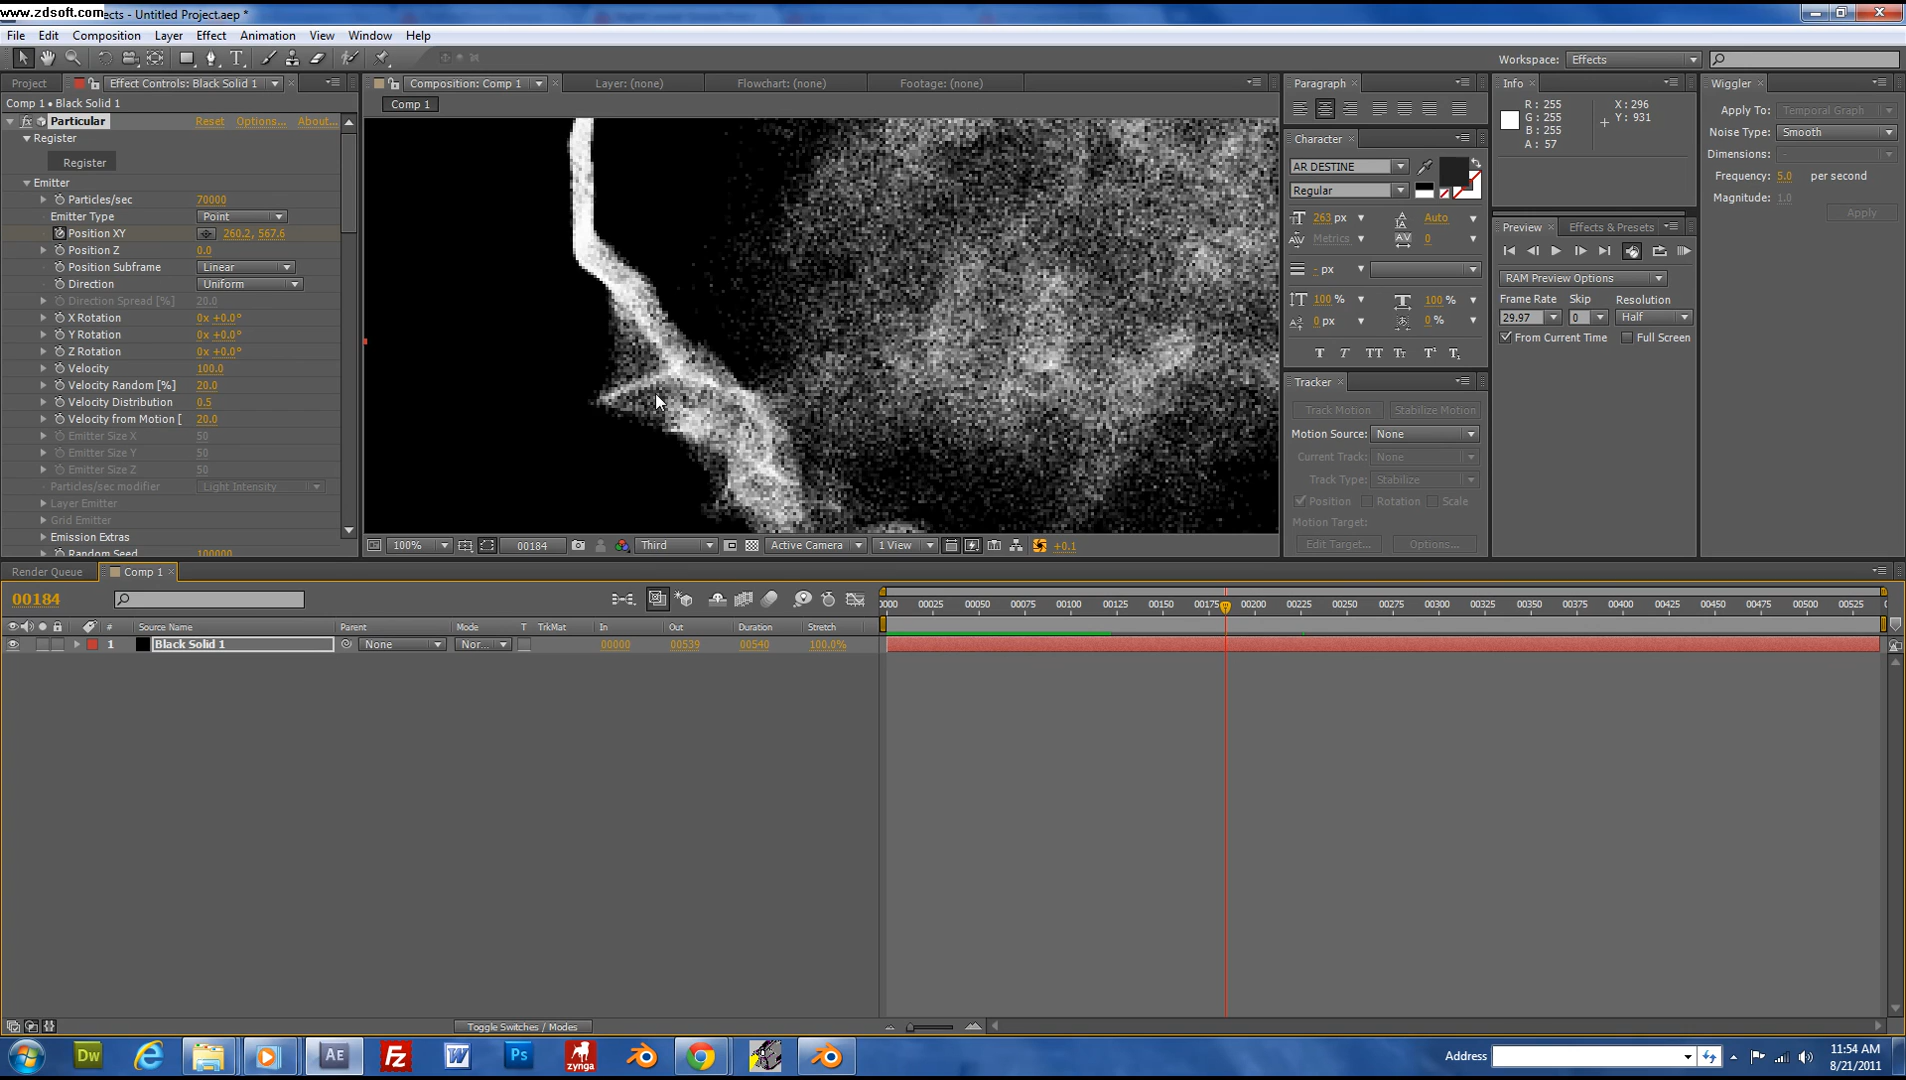 www.zdsoft.com
ects - Untitled Project.aep *
File Edit Composition Layer Effect Animation View Window Help
Workspace: Effects
Project Effect Controls: Black Solid 1
Composition: Comp 1 Layer: (none) Flowchart: (none) Footage: (none)
Paragraph Info Wiggler
Comp 1 • Black Solid 1
Comp 1
R: 255
G: 255
B: 255
A: 57
X: 296
Y: 931
Apply To: Temporal Graph
Noise Type: Smooth
Dimensions: -
Frequency: 5.0 per second
Magnitude: 1.0
Apply
Particular Reset Options... About...
Register
Register
Emitter
Particles/sec 70000
Emitter Type Point
Position XY 260.2, 567.6
Position Z 0.0
Position Subframe Linear
Direction Uniform
Direction Spread [%] 20.0
X Rotation 0x +0.0°
Y Rotation 0x +0.0°
Z Rotation 0x +0.0°
Velocity 100.0
Velocity Random [%] 20.0
Velocity Distribution 0.5
Velocity from Motion [ 20.0
Emitter Size X 50
Emitter Size Y 50
Emitter Size Z 50
Particles/sec modifier Light Intensity
Layer Emitter
Grid Emitter
Emission Extras
Random Seed 100000
Character
AR DESTINE
Regular
263 px Auto
Metrics 0
- px
100 % 100 %
0 px 0 %
T T TT Tt T¹ T₁
Preview Effects & Presets
RAM Preview Options
Frame Rate Skip Resolution
29.97 0 Half
From Current Time Full Screen
Tracker
Track Motion Stabilize Motion
Motion Source: None
Current Track: None
Track Type: Stabilize
Position Rotation Scale
Motion Target:
Edit Target... Options...
100% 00184 Third Active Camera 1 View +0.1
Render Queue Comp 1
00184
0000 00025 00050 00075 00100 00125 00150 00175 00200 00225 00250 00275 00300 00325 00350 00375 00400 00425 00450 00475 00500 00525
# Source Name Parent Mode T TrkMat In Out Duration Stretch
1 Black Solid 1 None Nor... 00000 00539 00540 100.0%
Toggle Switches / Modes
Dw AE Fz W Ps zynga
Address
11:54 AM
8/21/2011